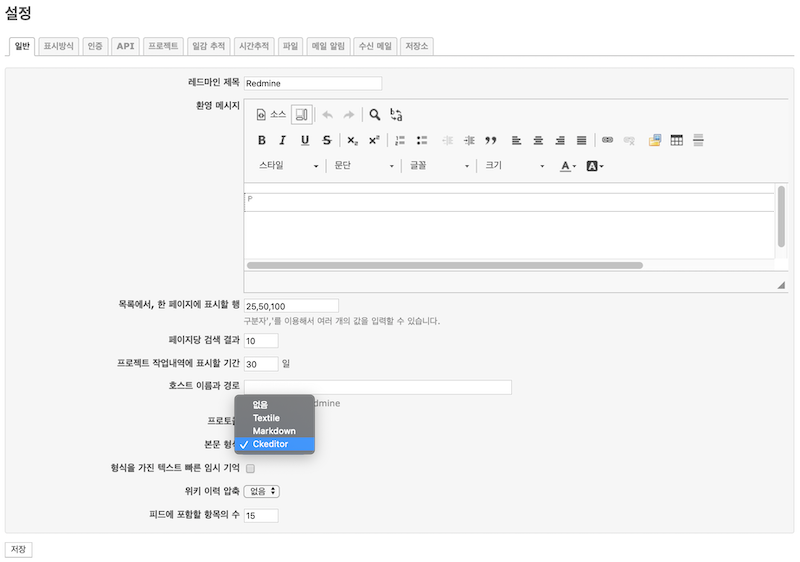 설정
일반 표시방식 인증 API 프로젝트 일감 추적 시간추적 파일 메일 알림 수신 메일 저장소
레드마인 제목 Redmine
환영 메시지
소스
B I U S x₂ x²
스타일 문단 글꼴 크기 A A
P
목록에서, 한 페이지에 표시할 행 25,50,100
구분자','를 이용해서 여러 개의 값을 입력할 수 있습니다.
페이지당 검색 결과 10
프로젝트 작업내역에 표시할 기간 30 일
호스트 이름과 경로
dmine
없음
프로토
Textile
Markdown
본문 형식 ✓ Ckeditor
형식을 가진 텍스트 빠른 임시 기억
위키 이력 압축 없음
피드에 포함할 항목의 수 15
저장